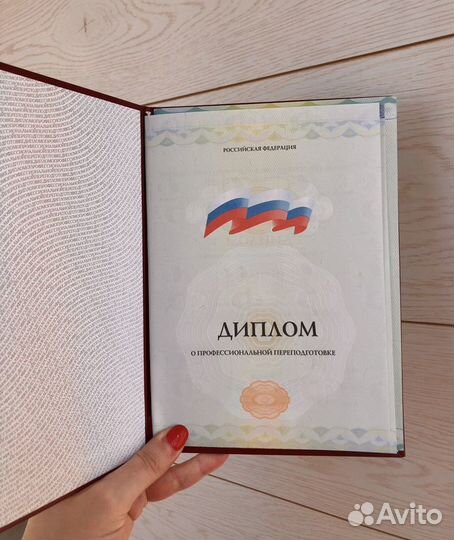 РОССИЙСКАЯ ФЕДЕРАЦИЯ
ДИПЛОМ
О ПРОФЕССИОНАЛЬНОЙ ПЕРЕПОДГОТОВКЕ
Avito